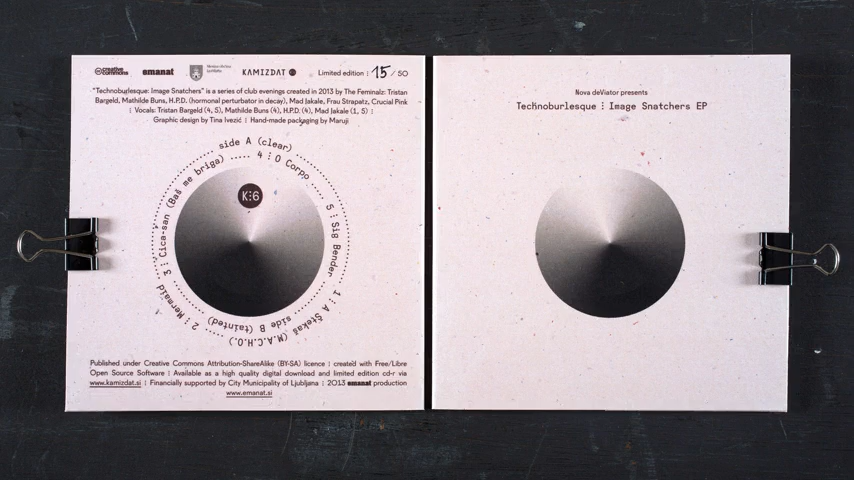 creative commons emanat Mestna občina Ljubljana KAMIZDAT Limited edition ⁞ 15 / 50
"Technoburlesque: Image Snatchers" is a series of club evenings created in 2013 by The Feminalz: Tristan
Bargeld, Mathilde Buns, H.P.D. (hormonal perturbator in decay), Mad Jakale, Frau Strapatz, Crucial Pink
⁞ Vocals: Tristan Bargeld (4, 5), Mathilde Buns (4), H.P.D. (4), Mad Jakale (1, 5) ⁞
Graphic design by Tina Ivezić ⁞ Hand-made packaging by Maruji
side A (clear)
4 ⁞ O Corpo
5 ⁞ Sig Bender
1 ⁞ A Štekaš (M.A.C.H.O.)
side B (tainted)
2 ⁞ Mermaid
3 ⁞ Cica-san (Baš me briga)
K⁞6
Published under Creative Commons Attribution-ShareAlike (BY-SA) licence ⁞ created with Free/Libre
Open Source Software ⁞ Available as a high quality digital download and limited edition cd-r via
www.kamizdat.si ⁞ Financially supported by City Municipality of Ljubljana ⁞ 2013 emanat production
www.emanat.si
Nova deViator presents
Technoburlesque ⁞ Image Snatchers EP